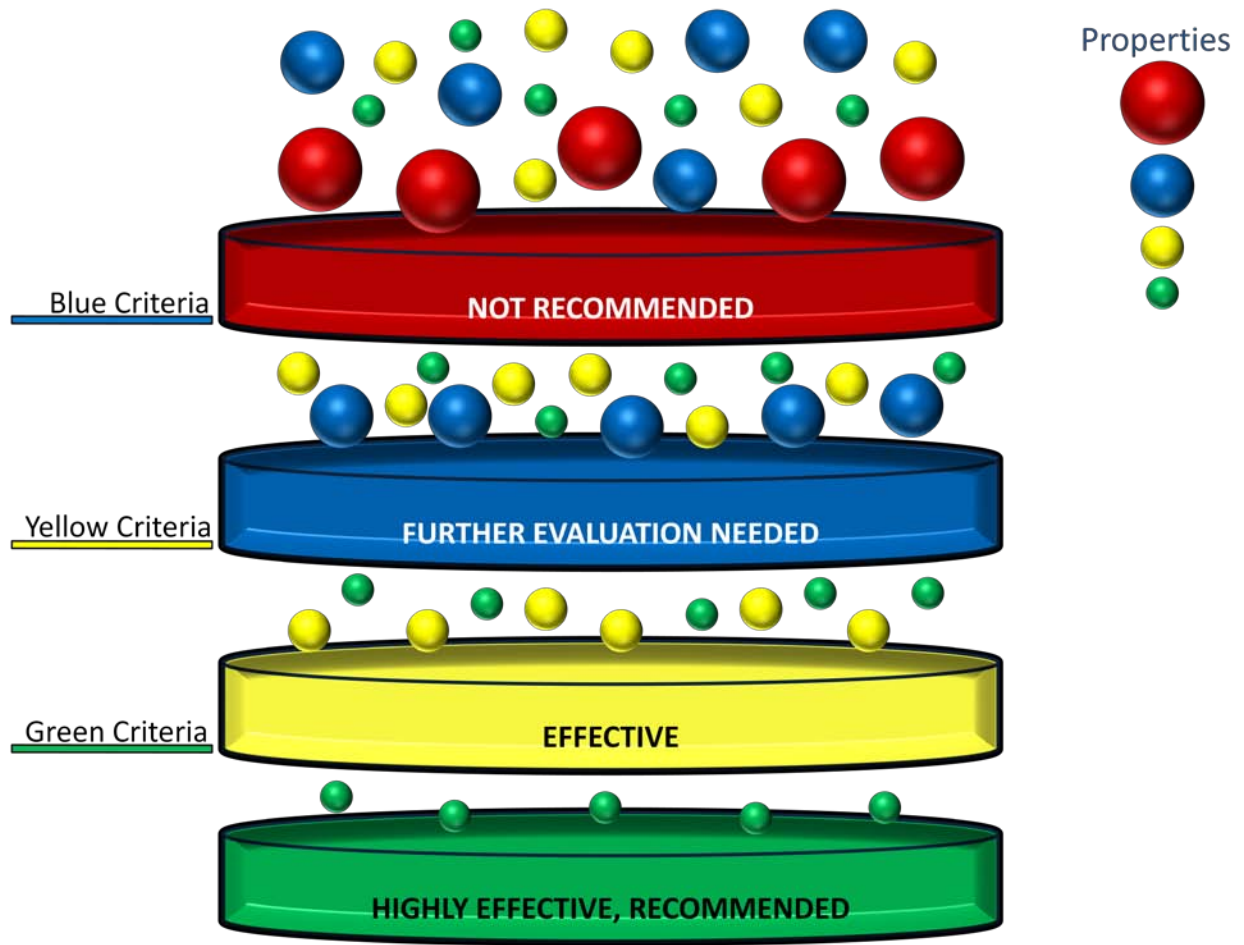 Properties
Blue Criteria
NOT RECOMMENDED
Yellow Criteria
FURTHER EVALUATION NEEDED
Green Criteria
EFFECTIVE
HIGHLY EFFECTIVE, RECOMMENDED